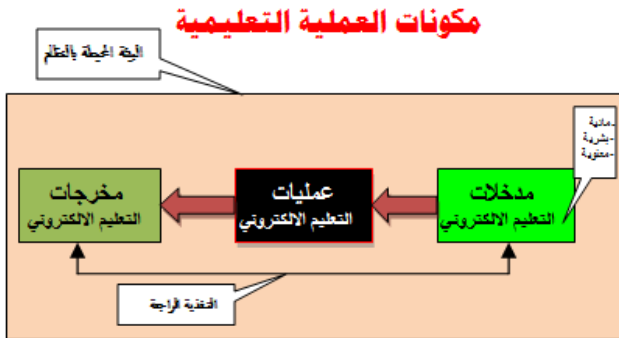 مكونات العملية التعليمية
البيئة المحيطة بالنظام
-مادية
-بشرية
-معنوية
مدخلات
التعليم الالكتروني
عمليات
التعليم الالكتروني
مخرجات
التعليم الالكتروني
التغذية الراجعة